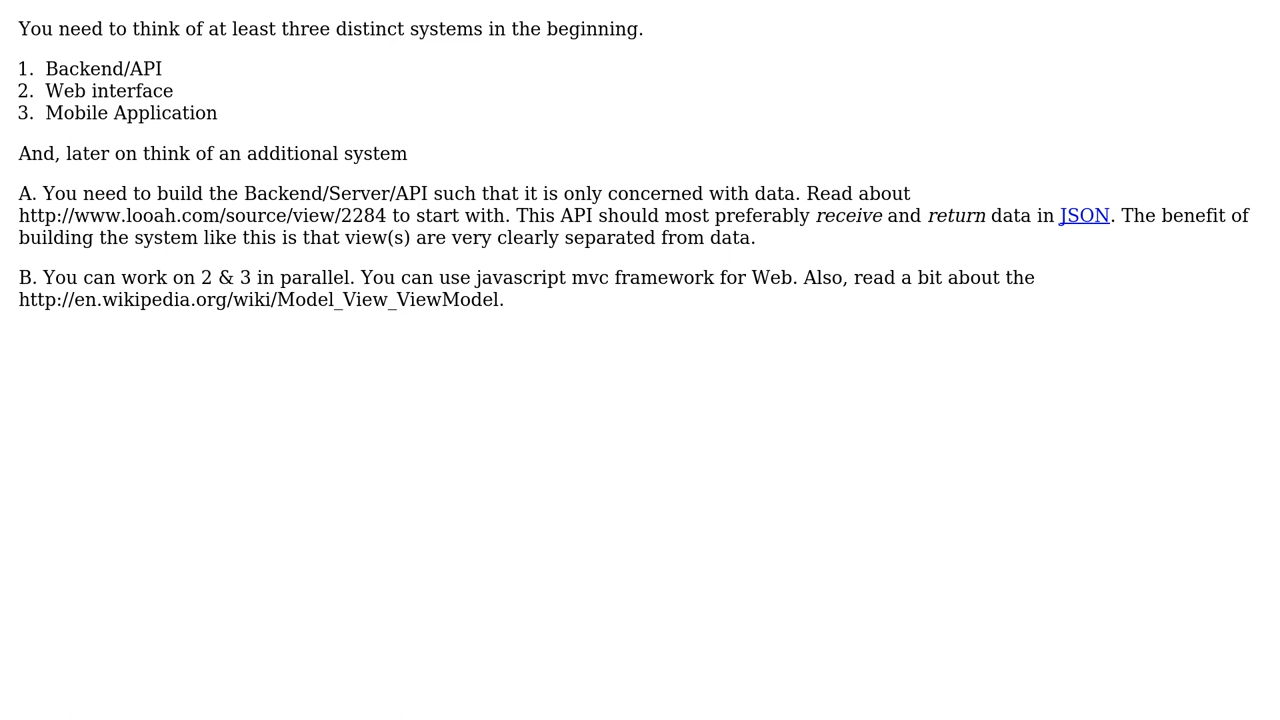 You need to think of at least three distinct systems in the beginning.
1. Backend/API
2. Web interface
3. Mobile Application
And, later on think of an additional system
A. You need to build the Backend/Server/API such that it is only concerned with data. Read about
http://www.looah.com/source/view/2284 to start with. This API should most preferably receive and return data in JSON. The benefit of
building the system like this is that view(s) are very clearly separated from data.
B. You can work on 2 & 3 in parallel. You can use javascript mvc framework for Web. Also, read a bit about the
http://en.wikipedia.org/wiki/Model_View_ViewModel.